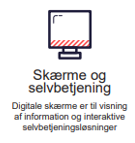 Skærme og
selvbetjening
Digitale skærme er til visning
af information og interaktive
selvbetjeningsløsninger